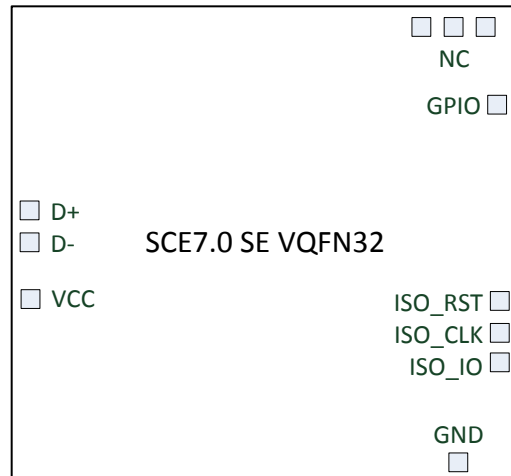 NC
GPIO
D+
D-
SCE7.0 SE VQFN32
VCC
ISO_RST
ISO_CLK
ISO_IO
GND